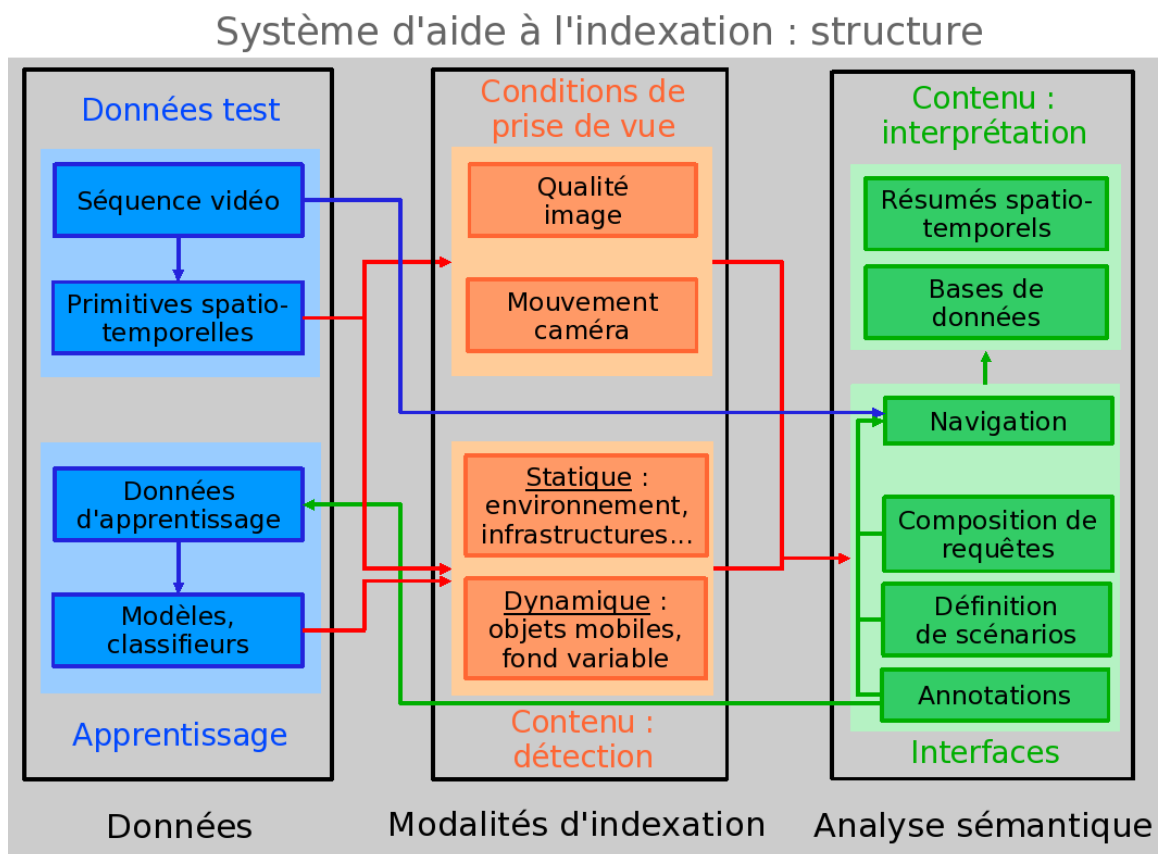 Système d'aide à l'indexation : structure
Données test
Séquence vidéo
Primitives spatio-
temporelles
Données
d'apprentissage
Modèles,
classifieurs
Apprentissage
Données
Conditions de
prise de vue
Qualité
image
Mouvement
caméra
Statique :
environnement,
infrastructures...
Dynamique :
objets mobiles,
fond variable
Contenu :
détection
Modalités d'indexation
Contenu :
interprétation
Résumés spatio-
temporels
Bases de
données
Navigation
Composition de
requêtes
Définition
de scénarios
Annotations
Interfaces
Analyse sémantique